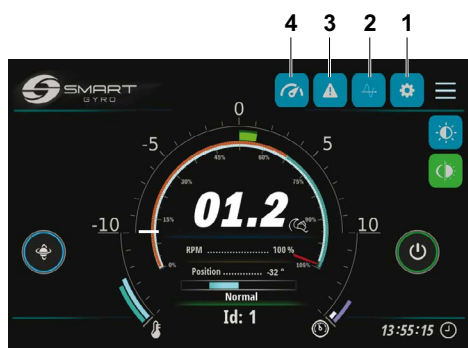 4 3 2 1
SMART
GYRO
0
-5 5
45% 60%
30% 75%
-10 15% 01.2 90% 10
RPM .................... 100 %
0% 100%
Position ............. -32 °
Normal
Id: 1
13:55:15